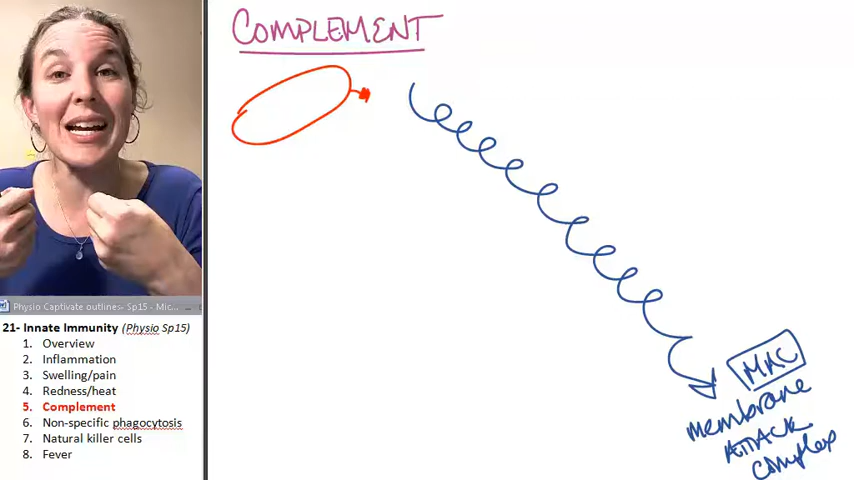 COMPLEMENT
MAC
membrane
ATTACK
complex
Physio Captivate outlines- Sp15 - Mic...
21- Innate Immunity (Physio Sp15)
1. Overview
2. Inflammation
3. Swelling/pain
4. Redness/heat
5. Complement
6. Non-specific phagocytosis
7. Natural killer cells
8. Fever